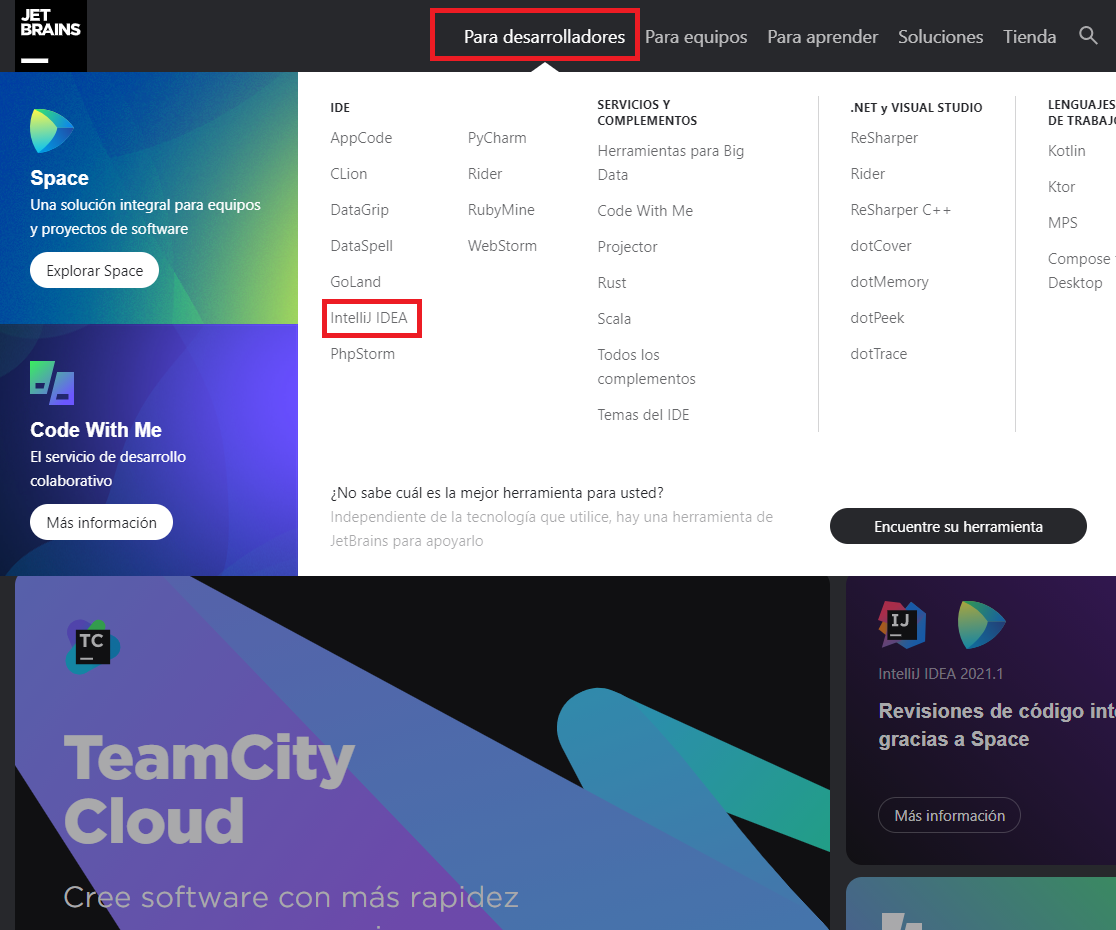 JET
BRAINS
Para desarrolladores
Para equipos
Para aprender
Soluciones
Tienda
Space
Una solución integral para equipos
y proyectos de software
Explorar Space
Code With Me
El servicio de desarrollo
colaborativo
Más información
IDE
AppCode
CLion
DataGrip
DataSpell
GoLand
IntelliJ IDEA
PhpStorm
PyCharm
Rider
RubyMine
WebStorm
SERVICIOS Y
COMPLEMENTOS
Herramientas para Big
Data
Code With Me
Projector
Rust
Scala
Todos los
complementos
Temas del IDE
.NET y VISUAL STUDIO
ReSharper
Rider
ReSharper C++
dotCover
dotMemory
dotPeek
dotTrace
LENGUAJES
DE TRABAJO
Kotlin
Ktor
MPS
Compose
Desktop
¿No sabe cuál es la mejor herramienta para usted?
Independiente de la tecnología que utilice, hay una herramienta de
JetBrains para apoyarlo
Encuentre su herramienta
TC
TeamCity
Cloud
Cree software con más rapidez
IJ
IntelliJ IDEA 2021.1
Revisiones de código
gracias a Space
Más información